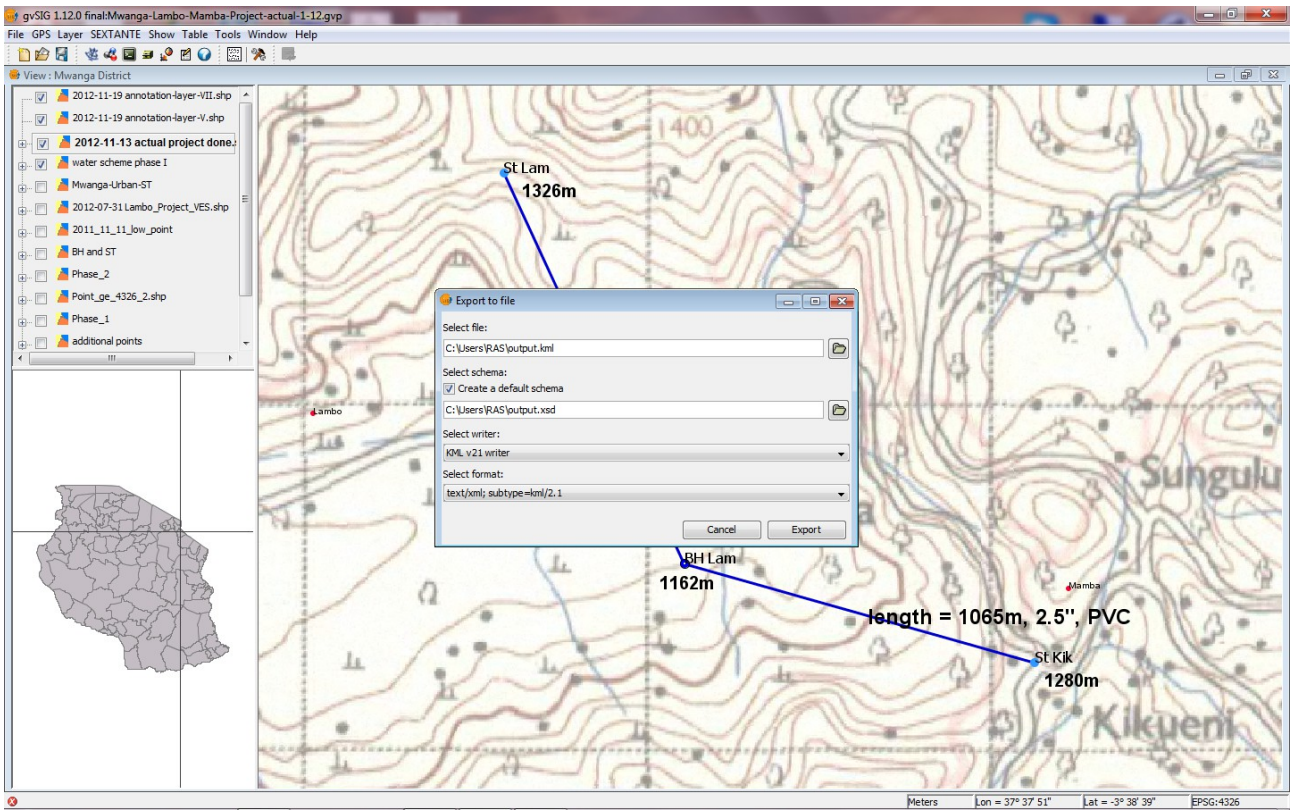 gvSIG 1.12.0 final:Mwanga-Lambo-Mamba-Project-actual-1-12.gvp
File GPS Layer SEXTANTE Show Table Tools Window Help
View : Mwanga District
2012-11-19 annotation-layer-VII.shp
2012-11-19 annotation-layer-V.shp
2012-11-13 actual project done.
water scheme phase I
Mwanga-Urban-ST
2012-07-31 Lambo_Project_VES.shp
2011_11_11_low_point
BH and ST
Phase_2
Point_ge_4326_2.shp
Phase_1
additional points
1400
St Lam
1326m
Export to file
Select file:
C:\Users\RAS\output.kml
Select schema:
Create a default schema
C:\Users\RAS\output.xsd
Select writer:
KML v21 writer
Select format:
text/xml; subtype=kml/2.1
Cancel Export
Lambo
Sungulu
BH Lam
1162m
Mamba
length = 1065m, 2.5'', PVC
St Kik
1280m
Kikueni
Meters Lon = 37° 37' 51" Lat = -3° 38' 39" EPSG:4326